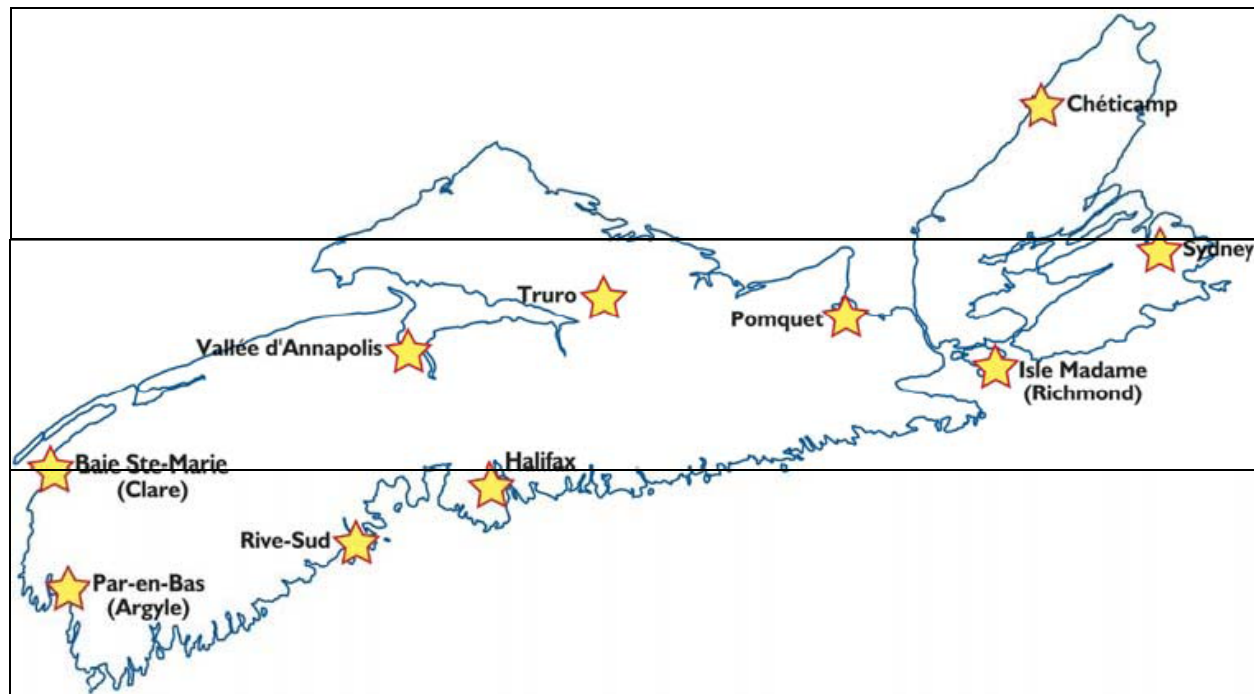 Chéticamp
Sydney
Truro
Pomquet
Vallée d'Annapolis
Isle Madame
(Richmond)
Halifax
Baie Ste-Marie
(Clare)
Rive-Sud
Par-en-Bas
(Argyle)